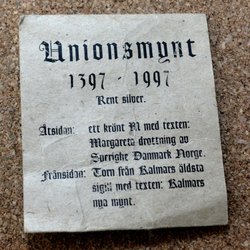 Unionsmynt
1397 - 1997
Rent silver.
Åtsidan: ett krönt M med texten:
Margareta drottning av
Sverighe Danmark Norge.
Frånsidan: Torn från Kalmars äldsta
sigill med texten: Kalmars
nya mynt.